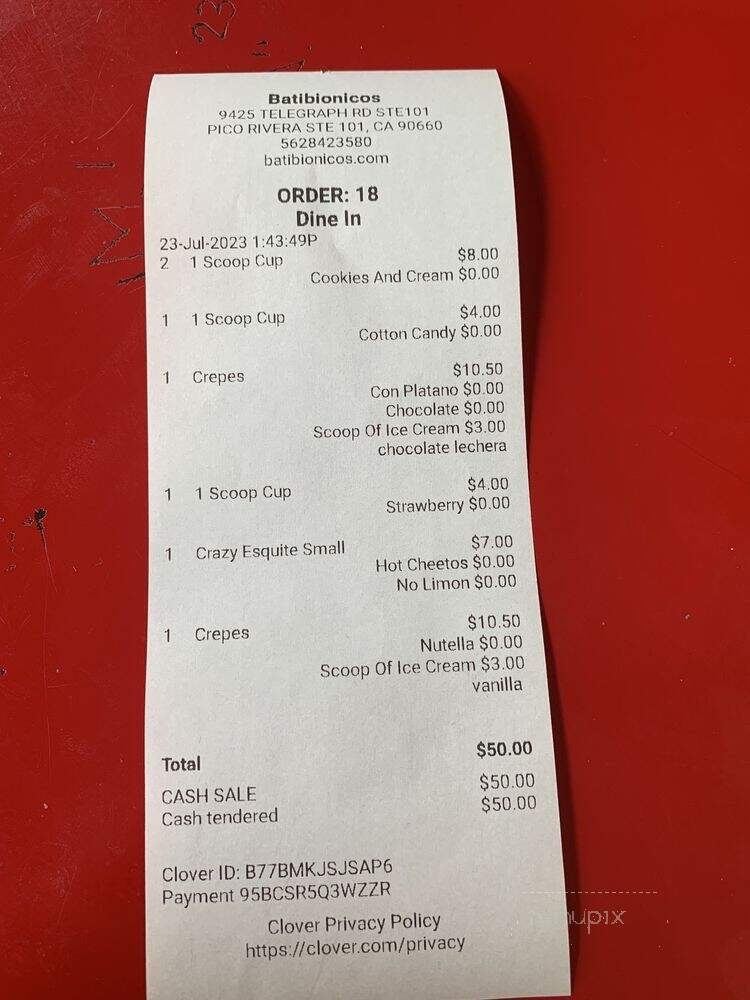 Batibionicos
9425 TELEGRAPH RD STE101
PICO RIVERA STE 101, CA 90660
5628423580
batibionicos.com
ORDER: 18
Dine In
23-Jul-2023 1:43:49P
2 1 Scoop Cup $8.00
Cookies And Cream $0.00
1 1 Scoop Cup $4.00
Cotton Candy $0.00
1 Crepes $10.50
Con Platano $0.00
Chocolate $0.00
Scoop Of Ice Cream $3.00
chocolate lechera
1 1 Scoop Cup $4.00
Strawberry $0.00
1 Crazy Esquite Small $7.00
Hot Cheetos $0.00
No Limon $0.00
1 Crepes $10.50
Nutella $0.00
Scoop Of Ice Cream $3.00
vanilla
Total $50.00
CASH SALE $50.00
Cash tendered $50.00
Clover ID: B77BMKJSJSAP6
Payment 95BCSR5Q3WZZR
Clover Privacy Policy
https://clover.com/privacy